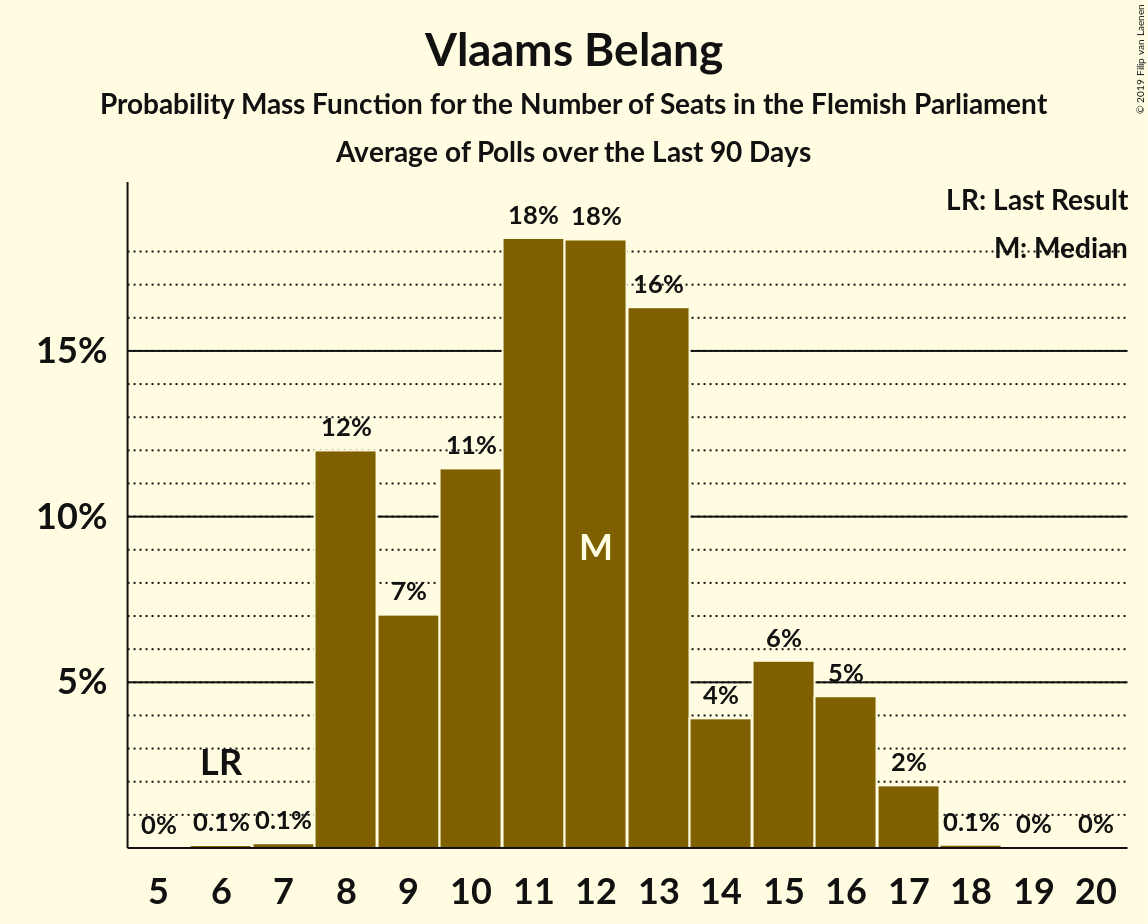 Vlaams Belang
Probability Mass Function for the Number of Seats in the Flemish Parliament
Average of Polls over the Last 90 Days
© 2019 Filip van Laenen
LR: Last Result
M: Median
18% 18%
16%
15%
12%
11%
10%
M
7%
6%
5%
5%
4%
LR
2%
0% 0.1% 0.1% 0.1% 0% 0%
5 6 7 8 9 10 11 12 13 14 15 16 17 18 19 20